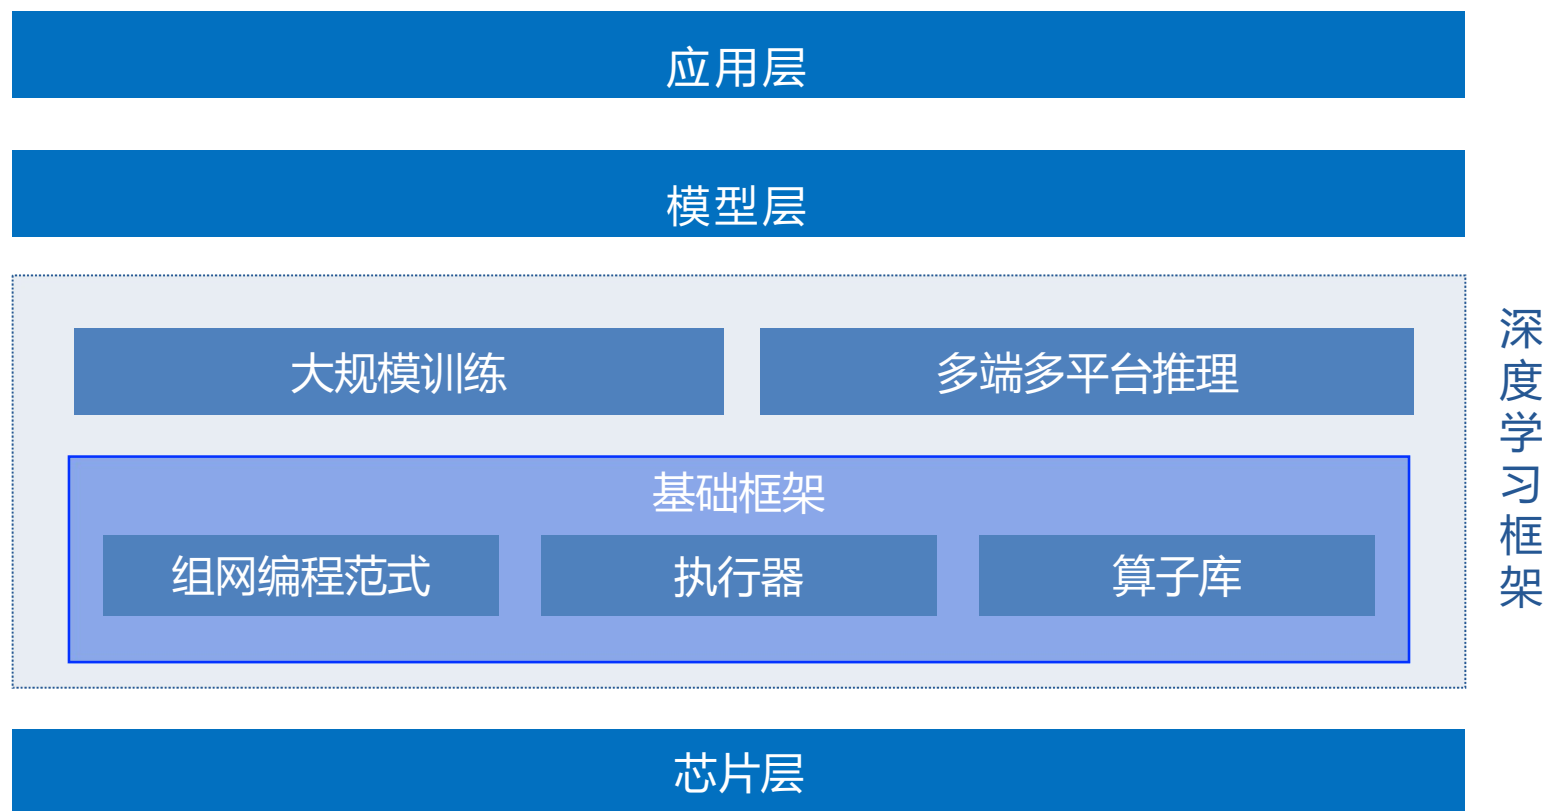 应用层
模型层
大规模训练
多端多平台推理
基础框架
组网编程范式
执行器
算子库
深度学习框架
芯片层